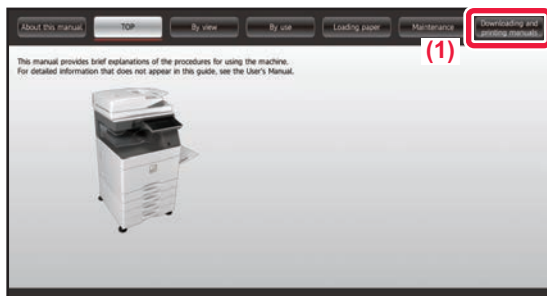 About this manual
TOP
By view
By use
Loading paper
Maintenance
Downloading and
printing manuals
(1)
This manual provides brief explanations of the procedures for using the machine.
For detailed information that does not appear in this guide, see the User's Manual.